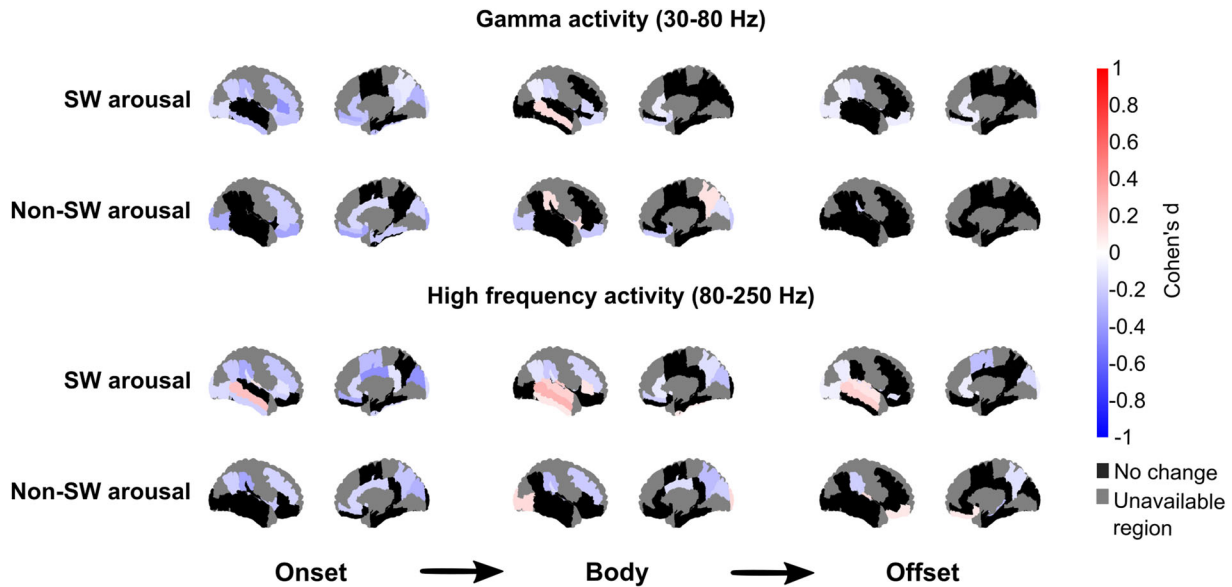 Gamma activity (30-80 Hz)
SW arousal
Non-SW arousal
High frequency activity (80-250 Hz)
SW arousal
Non-SW arousal
Onset
Body
Offset
1
0.8
0.6
0.4
0.2
0
-0.2
-0.4
-0.6
-0.8
-1
Cohen's d
No change
Unavailable
region